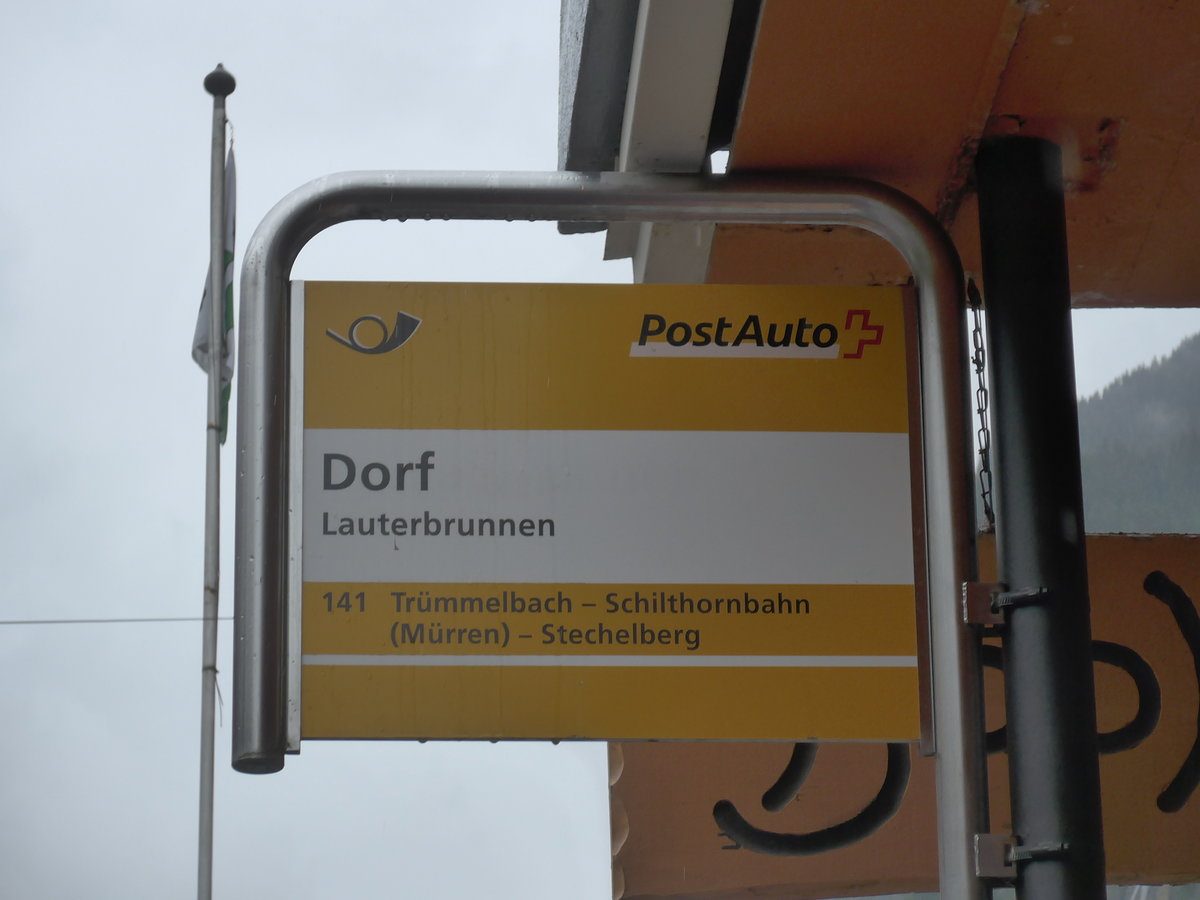 PostAuto
Dorf
Lauterbrunnen
141 Trümmelbach – Schilthornbahn
(Mürren) – Stechelberg